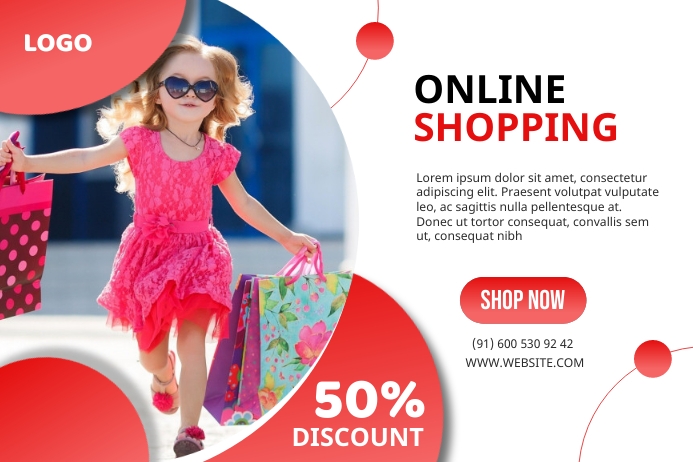 LOGO
ONLINE
SHOPPING
Lorem ipsum dolor sit amet, consectetur
adipiscing elit. Praesent volutpat vulputate
leo, ac sagittis nulla pellentesque at.
Donec ut tortor consequat, convallis sem
ut, consequat nibh
SHOP NOW
(91) 600 530 92 42
WWW.WEBSITE.COM
50%
DISCOUNT